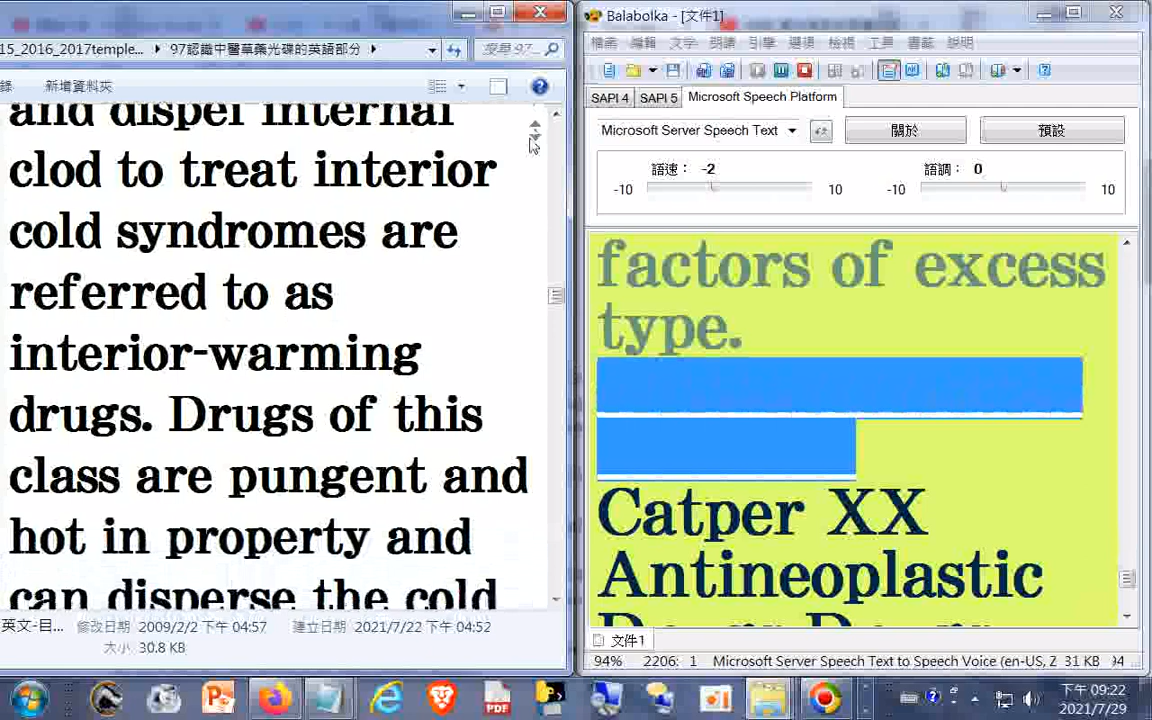 15_2016_2017temple...
97認識中醫草藥光碟的英語部分
搜尋 97...
錄
新增資料夾
and dispel internal
clod to treat interior
cold syndromes are
referred to as
interior-warming
drugs. Drugs of this
class are pungent and
hot in property and
can disperse the cold
英文-目...
修改日期 2009/2/2 下午 04:57
建立日期 2021/7/22 下午 04:52
大小 30.8 KB
Balabolka - [文件1]
檔案 編輯 文字 朗讀 引擎 選項 檢視 工具 書籤 說明
SAPI 4
SAPI 5
Microsoft Speech Platform
Microsoft Server Speech Text
關於
預設
語速： -2
-10
10
語調： 0
-10
10
factors of excess
type.
Catper XX
Antineoplastic
文件1
94%
2206: 1
Microsoft Server Speech Text to Speech Voice (en-US, Z
31 KB
PDF
下午 09:22
2021/7/29